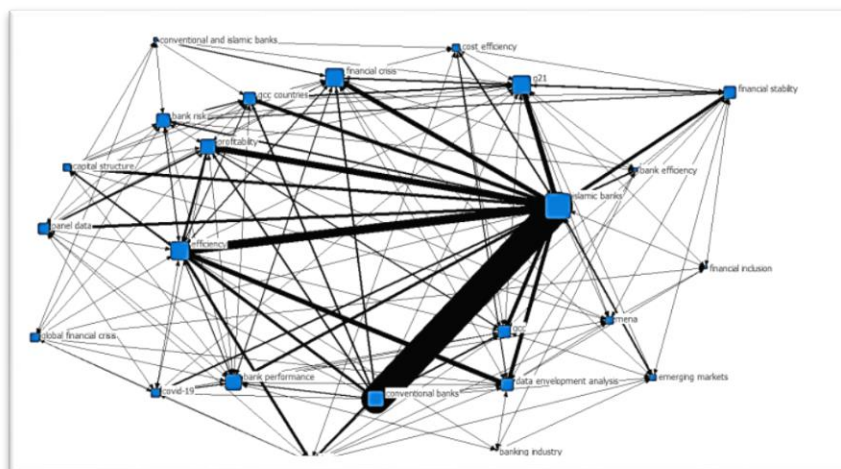 conventional and islamic banks
cost efficiency
financial crisis
g21
financial stability
gcc countries
bank risk
profitability
capital structure
bank efficiency
islamic banks
panel data
efficiency
financial inclusion
mena
gcc
global financial crisis
bank performance
data envelopment analysis
emerging markets
covid-19
conventional banks
banking industry